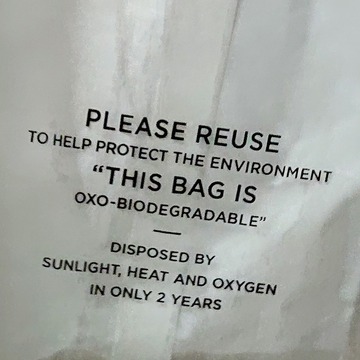 PLEASE REUSE
TO HELP PROTECT THE ENVIRONMENT
“THIS BAG IS
OXO-BIODEGRADABLE”
—
DISPOSED BY
SUNLIGHT, HEAT AND OXYGEN
IN ONLY 2 YEARS